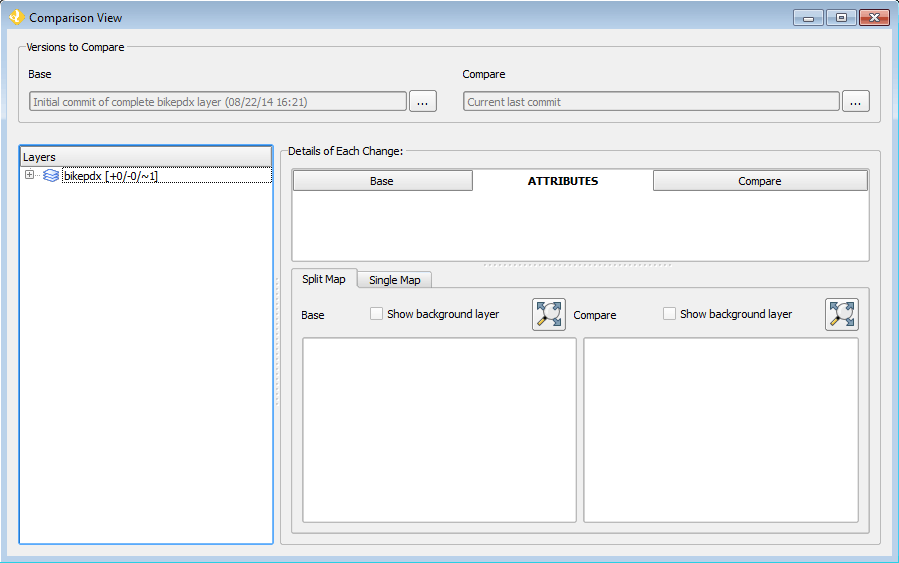 Comparison View
Versions to Compare
Base
Compare
Initial commit of complete bikepdx layer (08/22/14 16:21)
...
Current last commit
...
Layers
bikepdx [+0/-0/~1]
Details of Each Change:
Base
ATTRIBUTES
Compare
Split Map
Single Map
Base
Show background layer
Compare
Show background layer